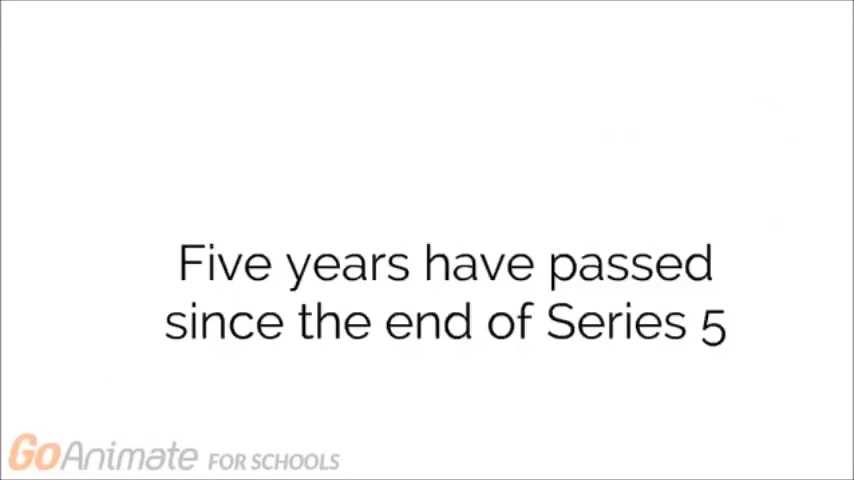 Five years have passed
since the end of Series 5
GoAnimate FOR SCHOOLS